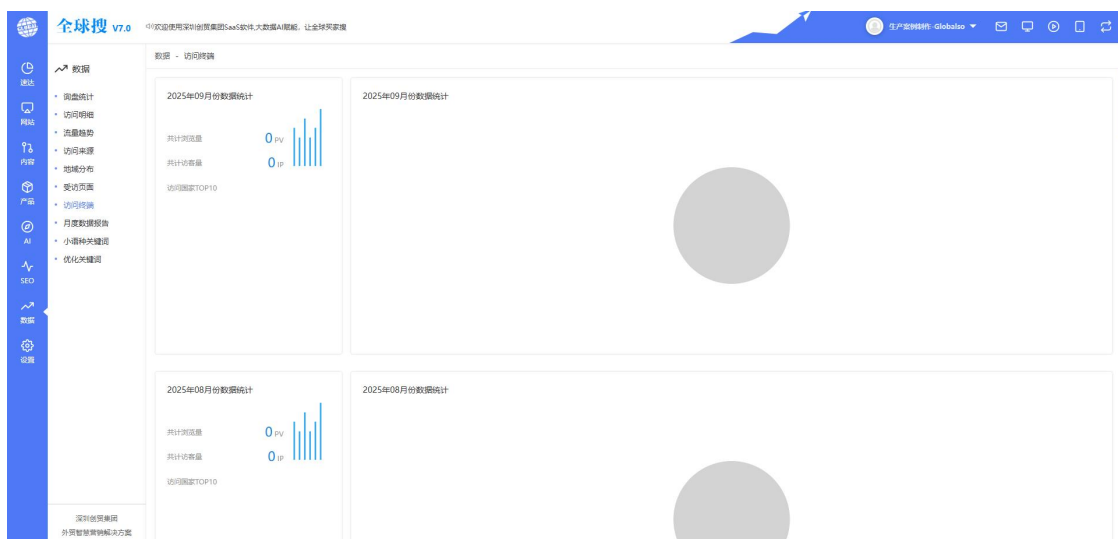 全球搜 V7.0
欢迎使用深圳创贸集团SaaS软件,大数据AI赋能，让全球买家搜
生产案例制作-Globalso
速达
网站
内容
产品
AI
SEO
数据
设置
数据
询盘统计
访问明细
流量趋势
访问来源
地域分布
受访页面
访问终端
月度数据报告
小语种关键词
优化关键词
深圳创贸集团
外贸智慧营销解决方案
数据 - 访问终端
2025年09月份数据统计
共计浏览量 0 PV
共计访客量 0 IP
访问国家TOP10
2025年09月份数据统计
2025年08月份数据统计
共计浏览量 0 PV
共计访客量 0 IP
访问国家TOP10
2025年08月份数据统计